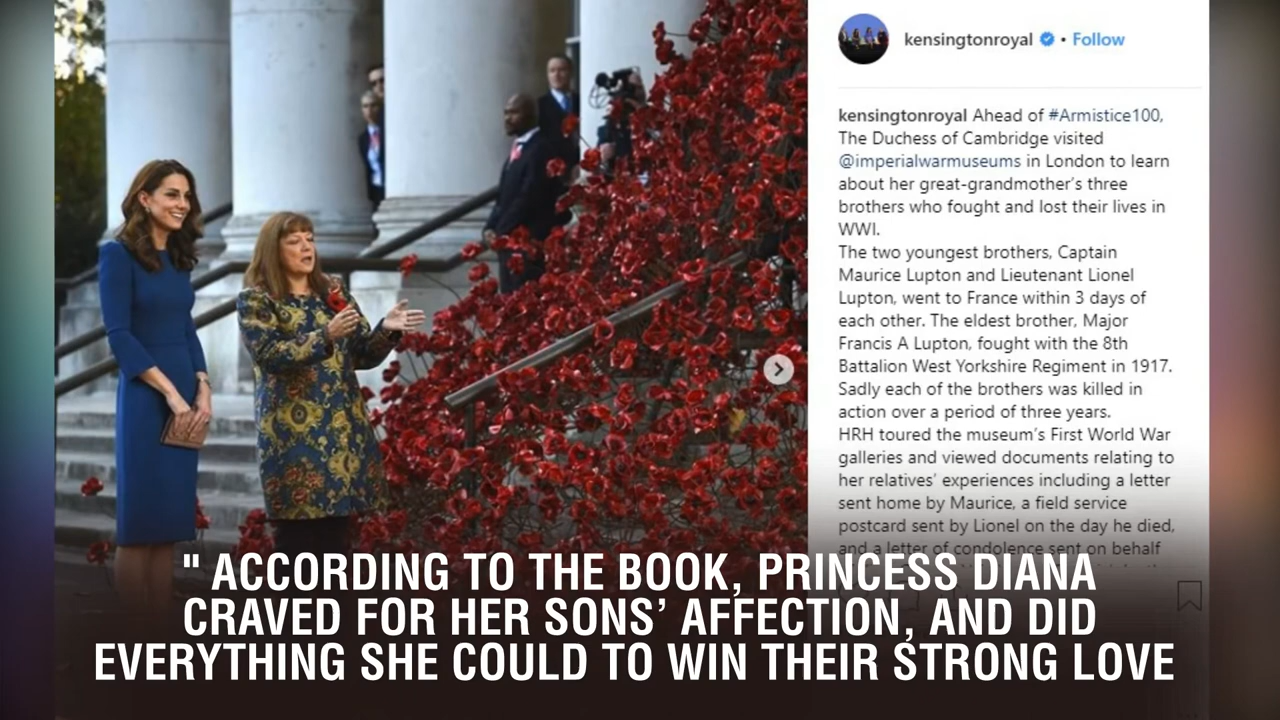 kensingtonroyal • Follow
kensingtonroyal Ahead of #Armistice100,
The Duchess of Cambridge visited
@imperialwarmuseums in London to learn
about her great-grandmother's three
brothers who fought and lost their lives in
WWI.
The two youngest brothers, Captain
Maurice Lupton and Lieutenant Lionel
Lupton, went to France within 3 days of
each other. The eldest brother, Major
Francis A Lupton, fought with the 8th
Battalion West Yorkshire Regiment in 1917.
Sadly each of the brothers was killed in
action over a period of three years.
HRH toured the museum's First World War
galleries and viewed documents relating to
her relatives' experiences including a letter
sent home by Maurice, a field service
postcard sent by Lionel on the day he died,
and a letter of condolence sent on behalf
" ACCORDING TO THE BOOK, PRINCESS DIANA
CRAVED FOR HER SONS’ AFFECTION, AND DID
EVERYTHING SHE COULD TO WIN THEIR STRONG LOVE